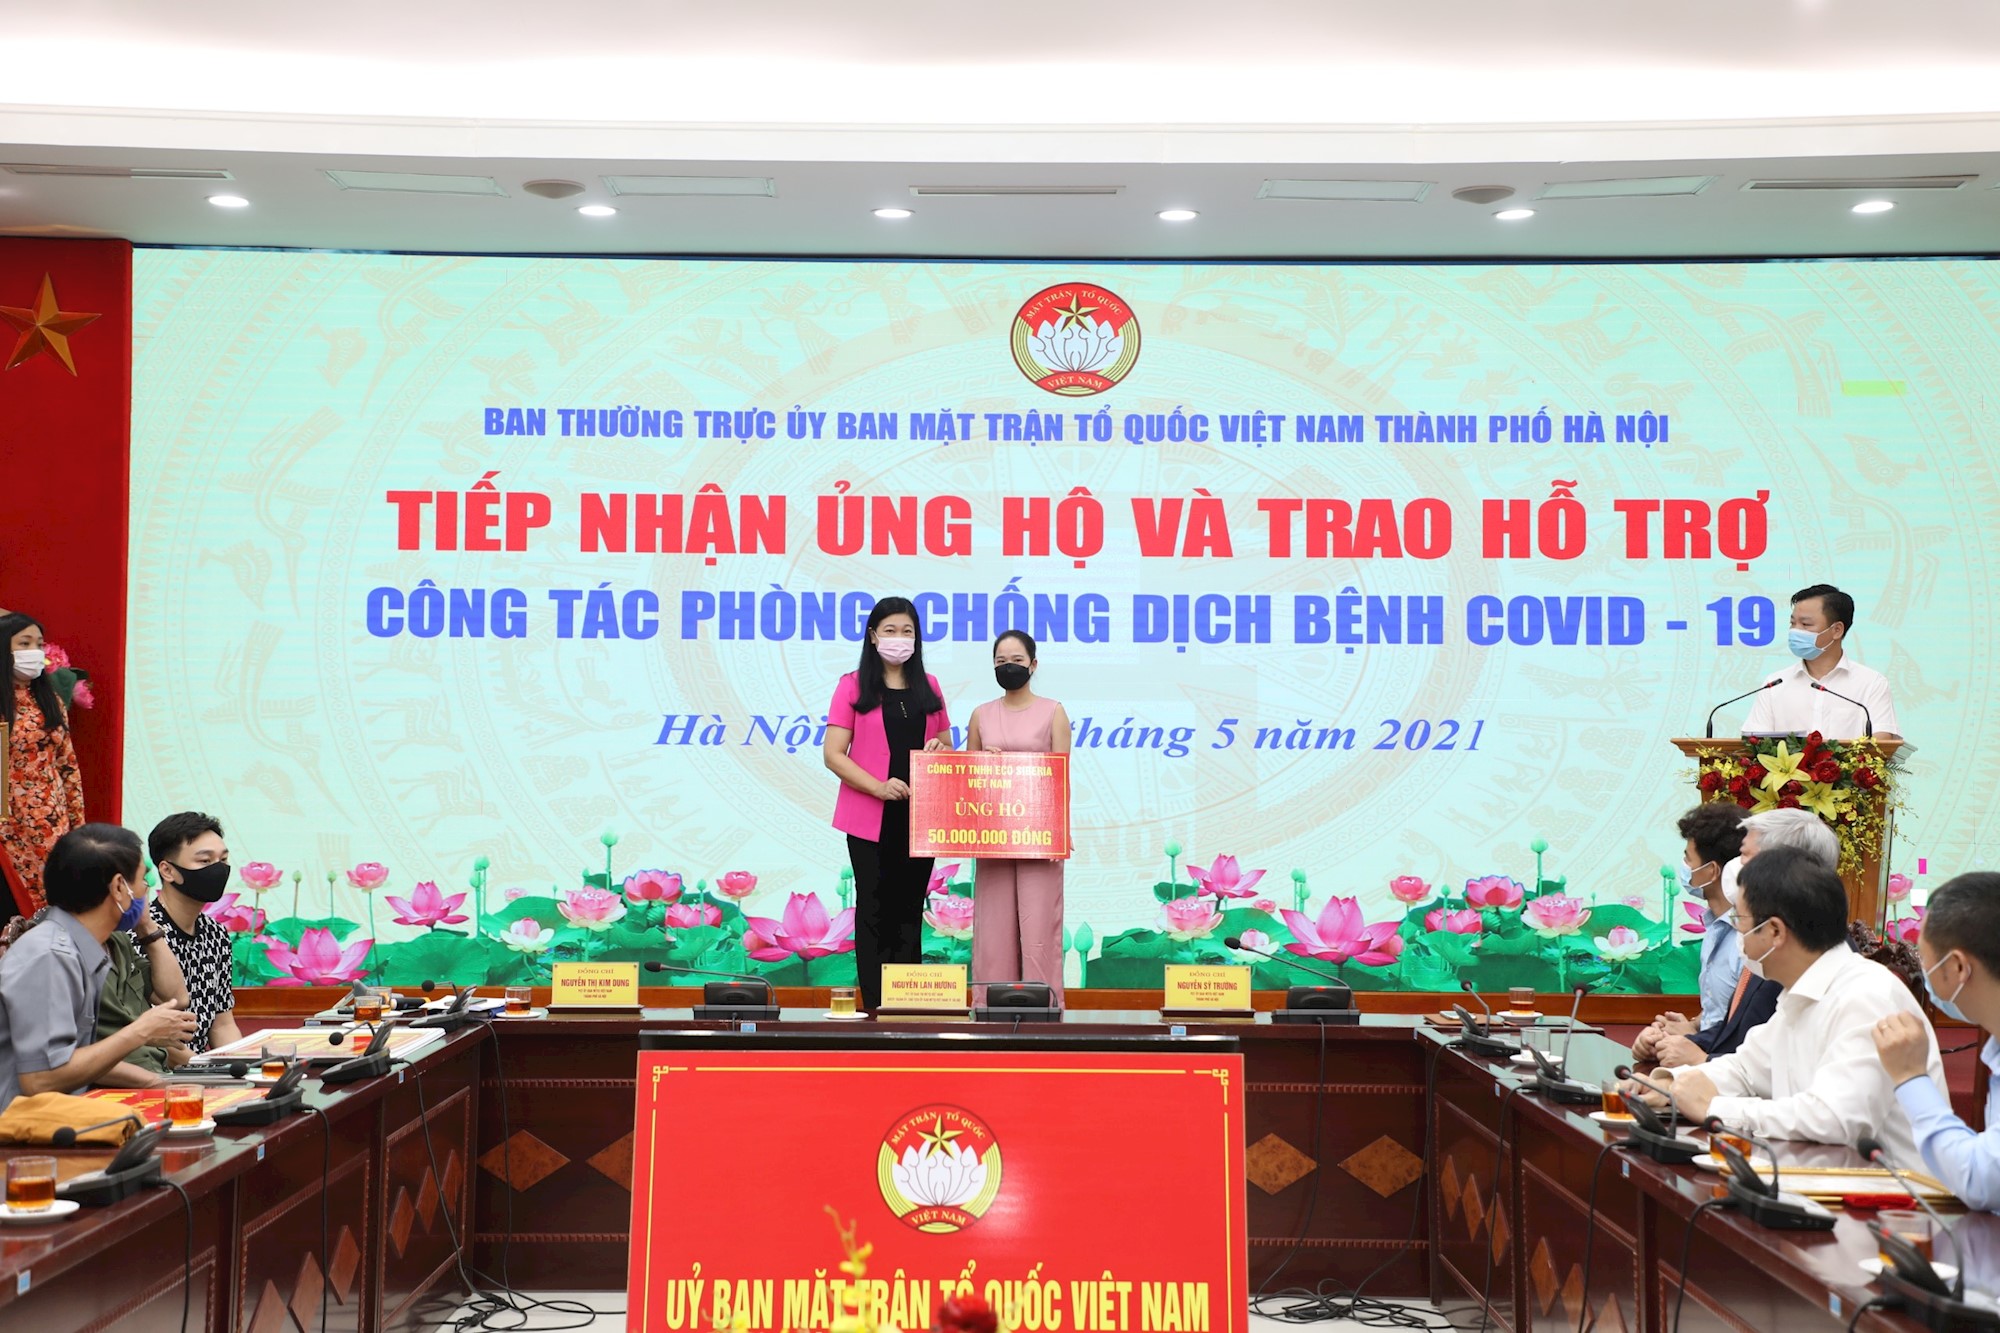 MẶT TRẬN TỔ QUỐC
VIỆT NAM
BAN THƯỜNG TRỰC ỦY BAN MẶT TRẬN TỔ QUỐC VIỆT NAM THÀNH PHỐ HÀ NỘI
TIẾP NHẬN ỦNG HỘ VÀ TRAO HỖ TRỢ
CÔNG TÁC PHÒNG CHỐNG DỊCH BỆNH COVID - 19
Hà Nội tháng 5 năm 2021
CÔNG TY TNHH ECO SIBERIA
VIỆT NAM
ỦNG HỘ
50.000.000 ĐỒNG
ĐỒNG CHÍ
NGUYỄN THỊ KIM DUNG
ĐỒNG CHÍ
NGUYỄN LAN HƯƠNG
ĐỒNG CHÍ
NGUYỄN SỸ TRƯỜNG
MẶT TRẬN TỔ QUỐC
VIỆT NAM
UỶ BAN MẶT TRẬN TỔ QUỐC VIỆT NAM